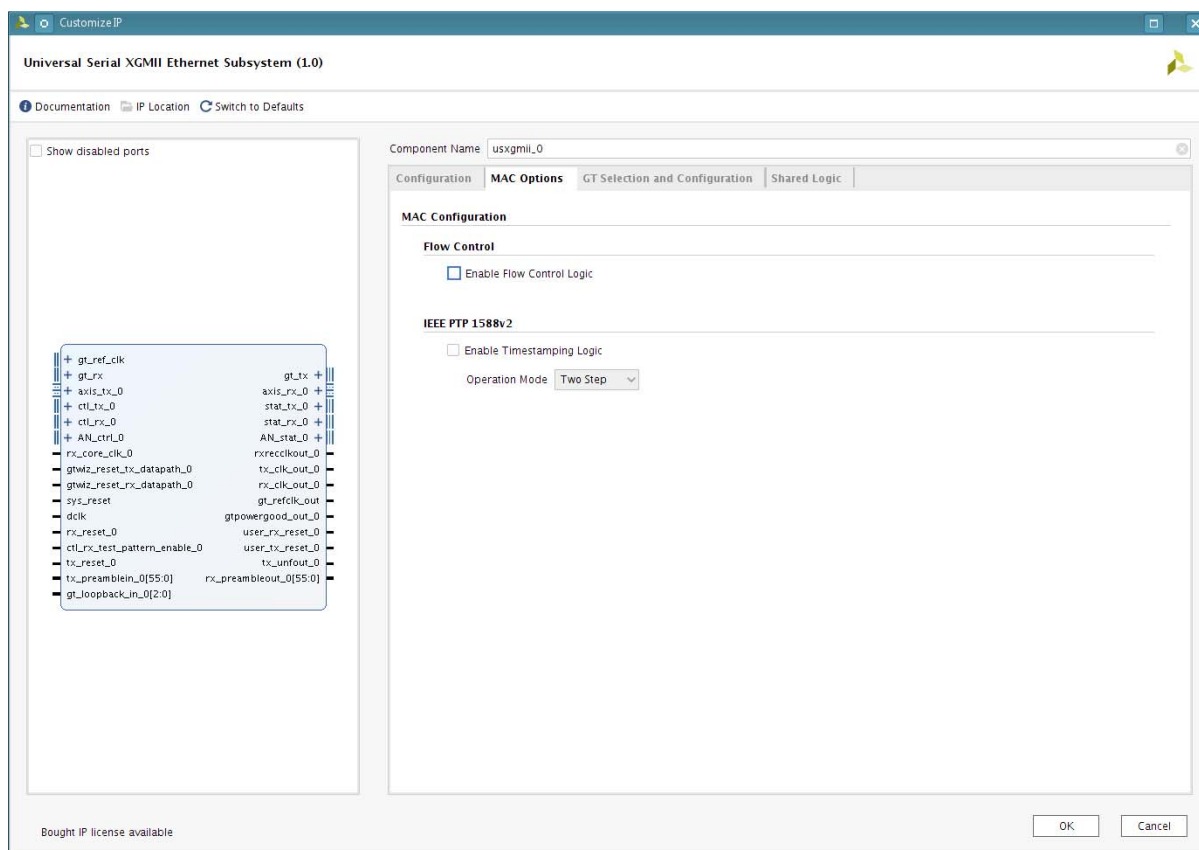 Customize IP
Universal Serial XGMII Ethernet Subsystem (1.0)
Documentation IP Location Switch to Defaults
Show disabled ports
gt_ref_clk
gt_rx
axis_tx_0
ctl_tx_0
ctl_rx_0
AN_ctrl_0
rx_core_clk_0
gtwiz_reset_tx_datapath_0
gtwiz_reset_rx_datapath_0
sys_reset
dclk
rx_reset_0
ctl_rx_test_pattern_enable_0
tx_reset_0
tx_preamblein_0[55:0]
gt_loopback_in_0[2:0]
gt_tx
axis_rx_0
stat_tx_0
stat_rx_0
AN_stat_0
rxrecclkout_0
tx_clk_out_0
rx_clk_out_0
gt_refclk_out
gtpowergood_out_0
user_rx_reset_0
user_tx_reset_0
tx_unfout_0
rx_preambleout_0[55:0]
Component Name usxgmii_0
Configuration MAC Options GT Selection and Configuration Shared Logic
MAC Configuration
Flow Control
Enable Flow Control Logic
IEEE PTP 1588v2
Enable Timestamping Logic
Operation Mode Two Step
Bought IP license available
OK Cancel